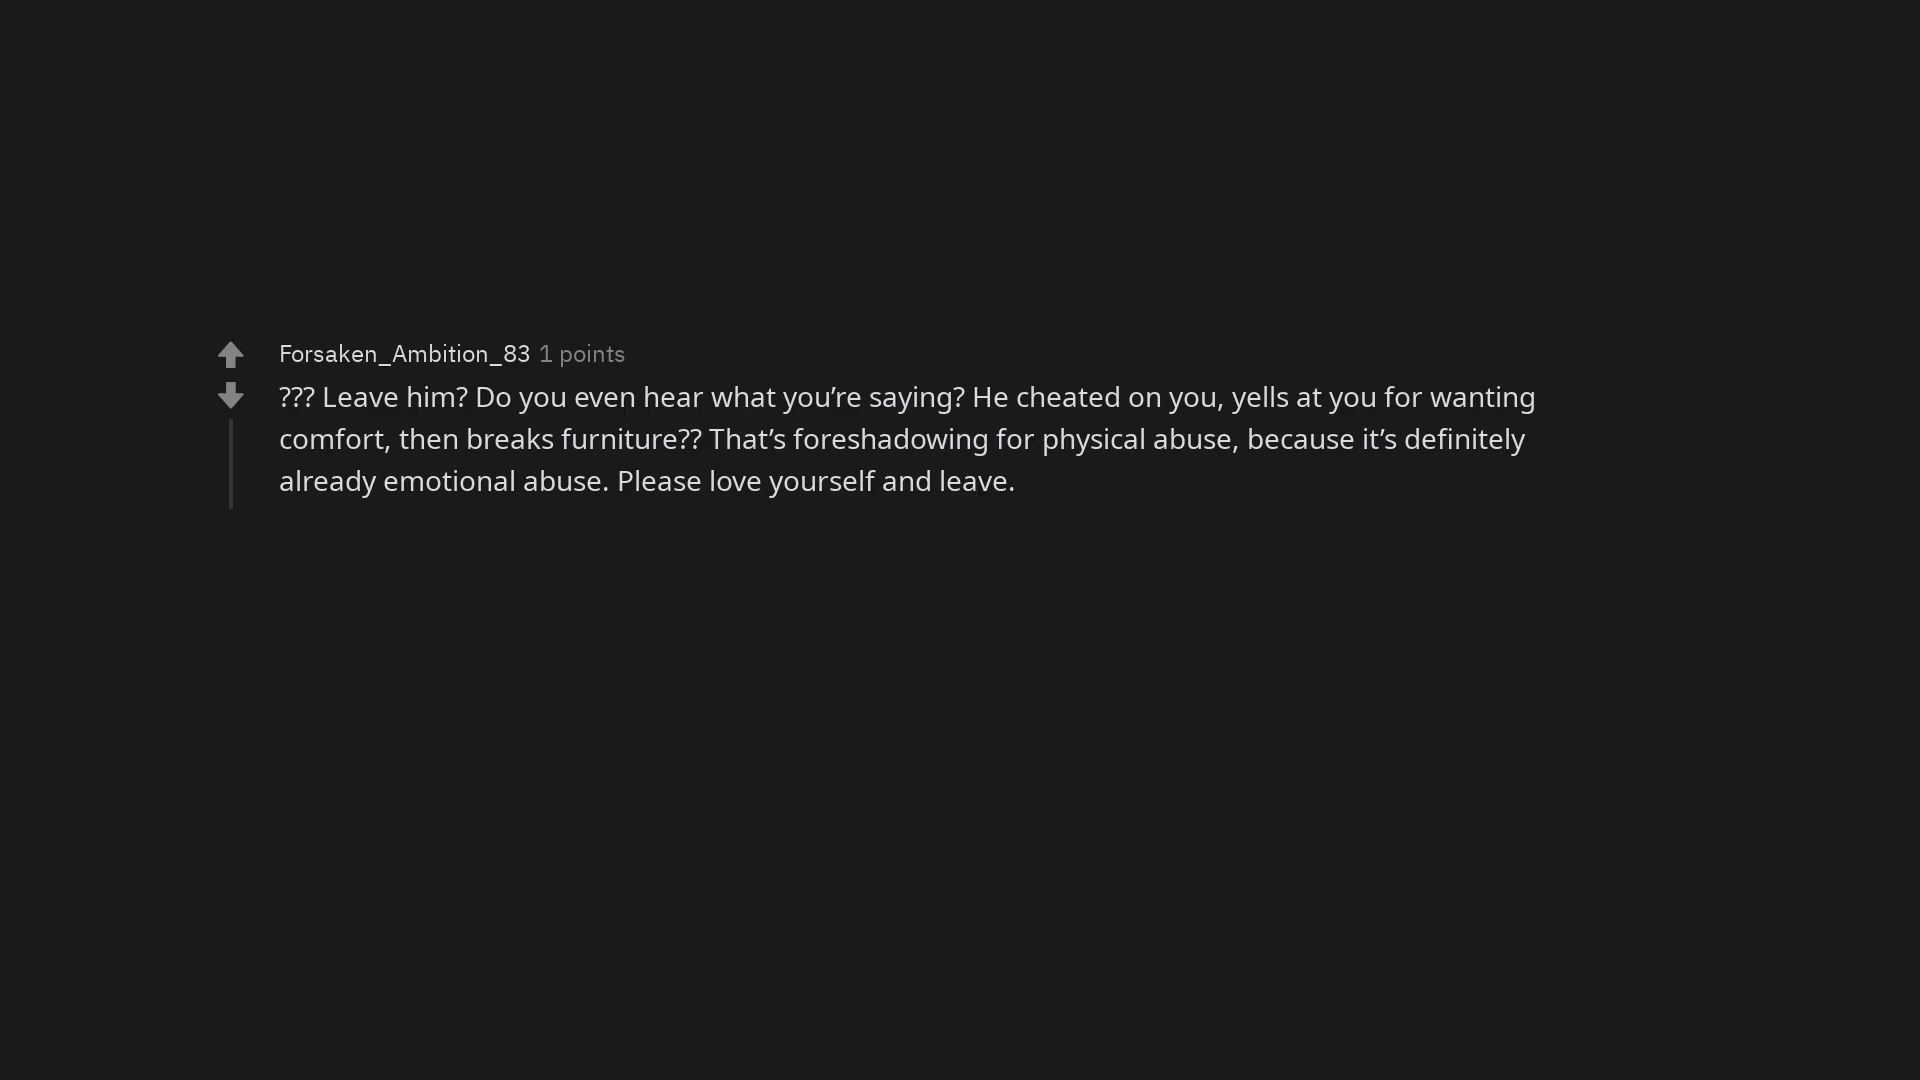 Forsaken_Ambition_83 1 points
??? Leave him? Do you even hear what you’re saying? He cheated on you, yells at you for wanting
comfort, then breaks furniture?? That’s foreshadowing for physical abuse, because it’s definitely
already emotional abuse. Please love yourself and leave.